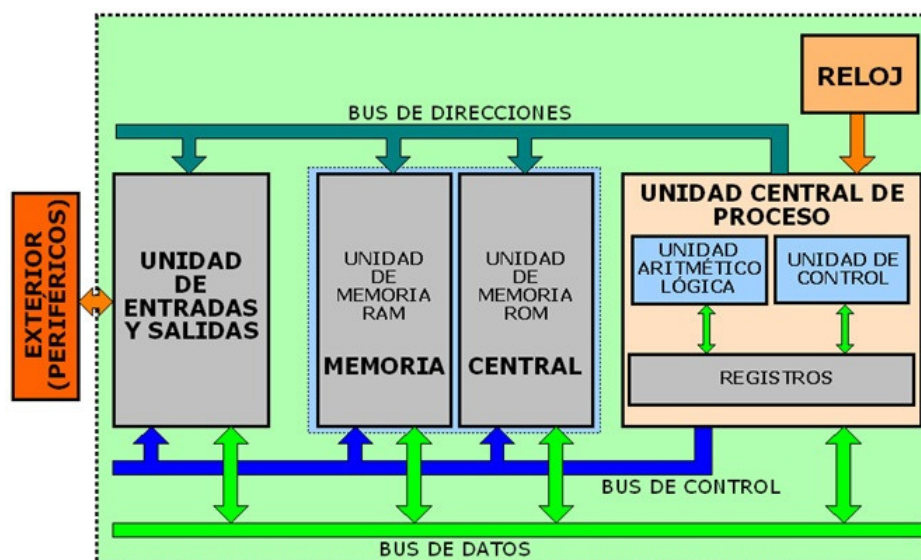 RELOJ
BUS DE DIRECCIONES
EXTERIOR
(PERIFÉRICOS)
UNIDAD
DE
ENTRADAS
Y SALIDAS
UNIDAD
DE
MEMORIA
RAM
MEMORIA
UNIDAD
DE
MEMORIA
ROM
CENTRAL
UNIDAD CENTRAL DE
PROCESO
UNIDAD
ARITMÉTICO
LÓGICA
UNIDAD DE
CONTROL
REGISTROS
BUS DE CONTROL
BUS DE DATOS